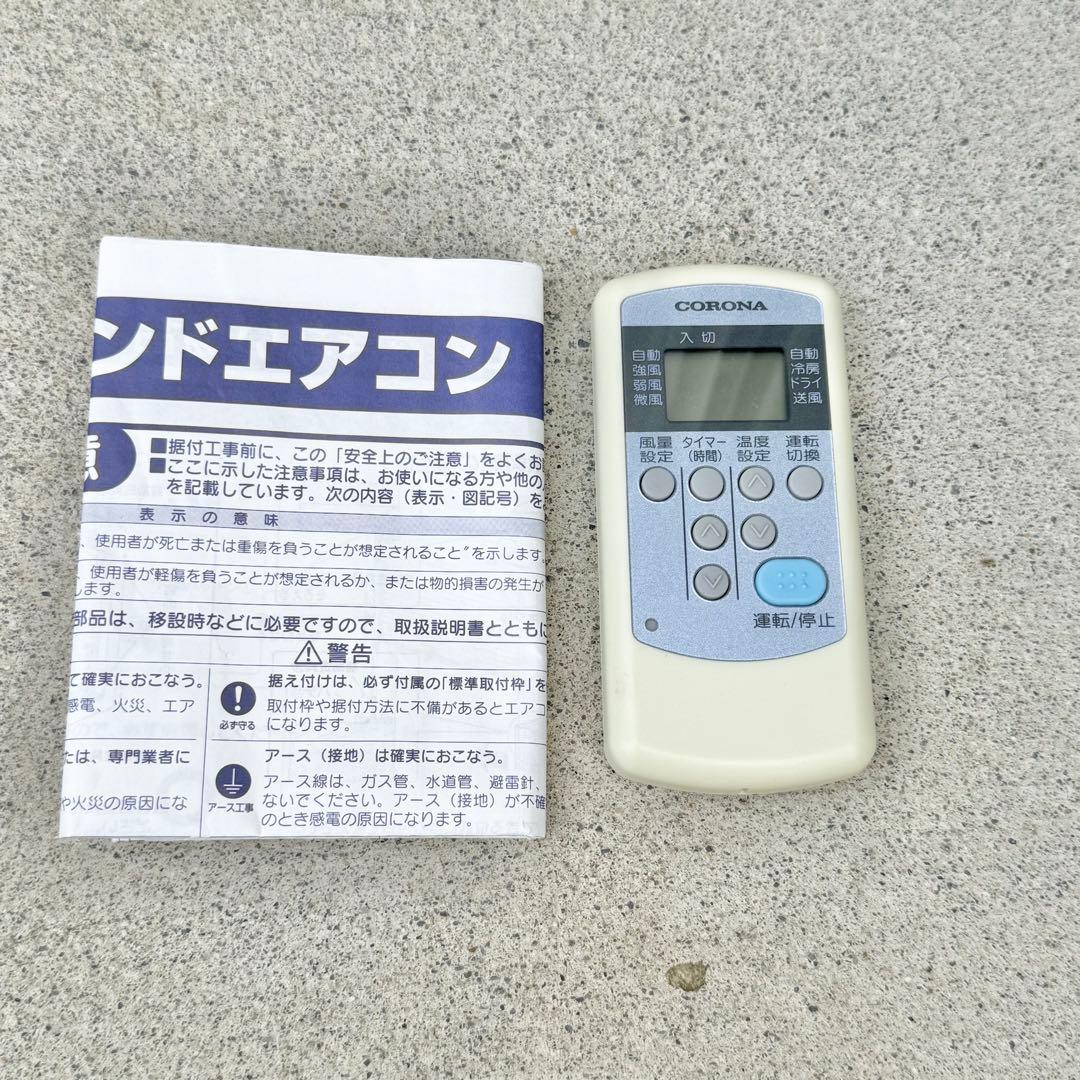 ンドエアコン
意
■据付工事前に、この「安全上のご注意」をよくお
■ここに示した注意事項は、お使いになる方や他の
を記載しています。次の内容（表示・図記号）を
表示の意味
、使用者が死亡または重傷を負うことが想定されること”を示します。
、使用者が軽傷を負うことが想定されるか、または物的損害の発生が
します。
部品は、移設時などに必要ですので、取扱説明書とともに
警告
て確実におこなう。
感電、火災、エア
たは、専門業者に
や火災の原因にな
必ず守る
据え付けは、必ず付属の「標準取付枠」を
取付枠や据付方法に不備があるとエアコ
になります。
アース工事
アース（接地）は確実におこなう。
アース線は、ガス管、水道管、避雷針、
ないでください。アース（接地）が不確
のとき感電の原因になります。
CORONA
入 切
自動
強風
弱風
微風
自動
冷房
ドライ
送風
風量
設定
タイマー
(時間)
温度
設定
運転
切換
運転/停止